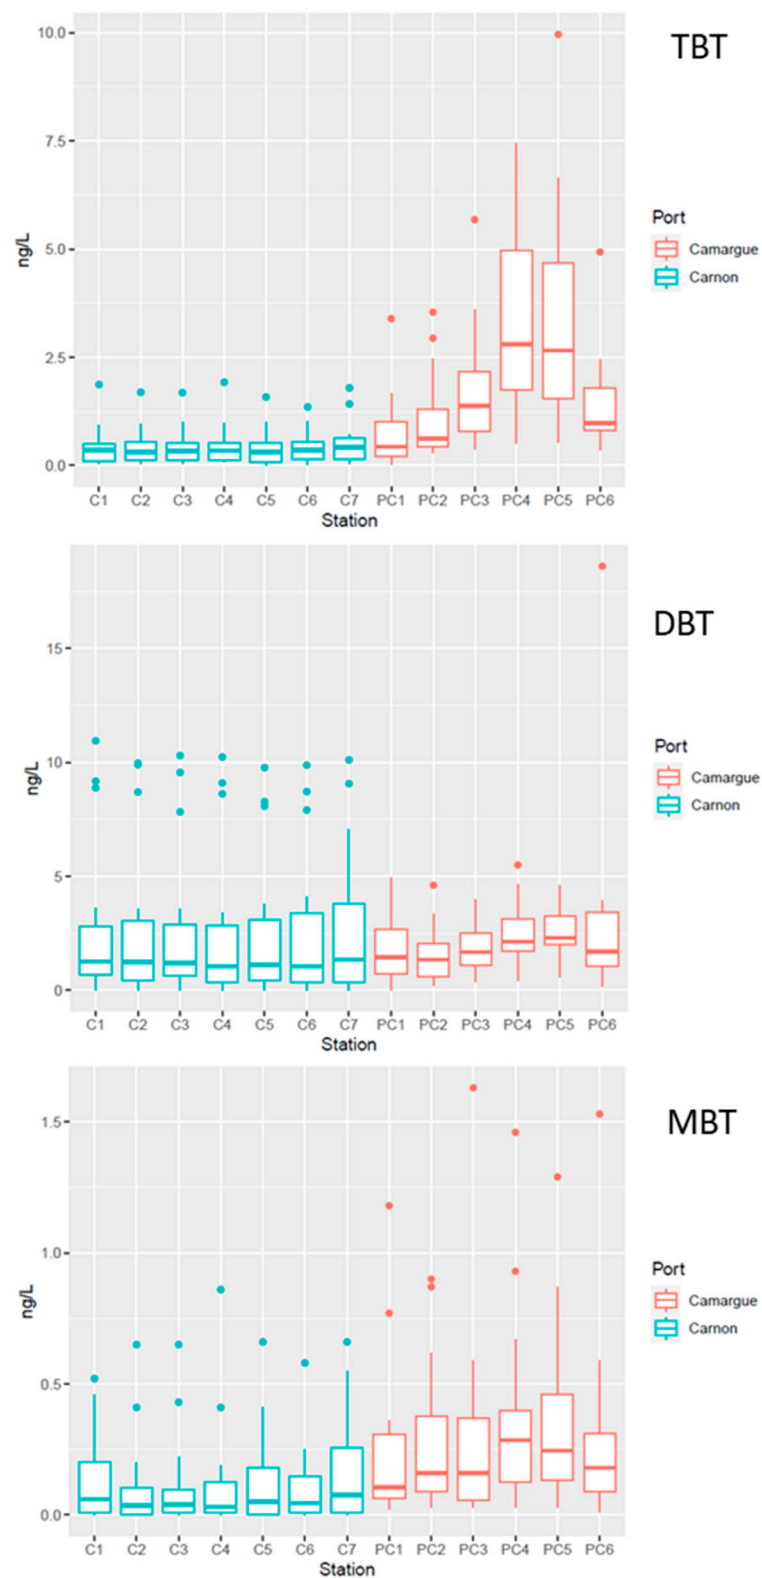 TBT
10.0
7.5
5.0
2.5
0.0
ng/L
C1 C2 C3 C4 C5 C6 C7 PC1 PC2 PC3 PC4 PC5 PC6
Station
Port
Camargue
Carnon
DBT
15
10
5
0
ng/L
C1 C2 C3 C4 C5 C6 C7 PC1 PC2 PC3 PC4 PC5 PC6
Station
Port
Camargue
Carnon
MBT
1.5
1.0
0.5
0.0
ng/L
C1 C2 C3 C4 C5 C6 C7 PC1 PC2 PC3 PC4 PC5 PC6
Station
Port
Camargue
Carnon